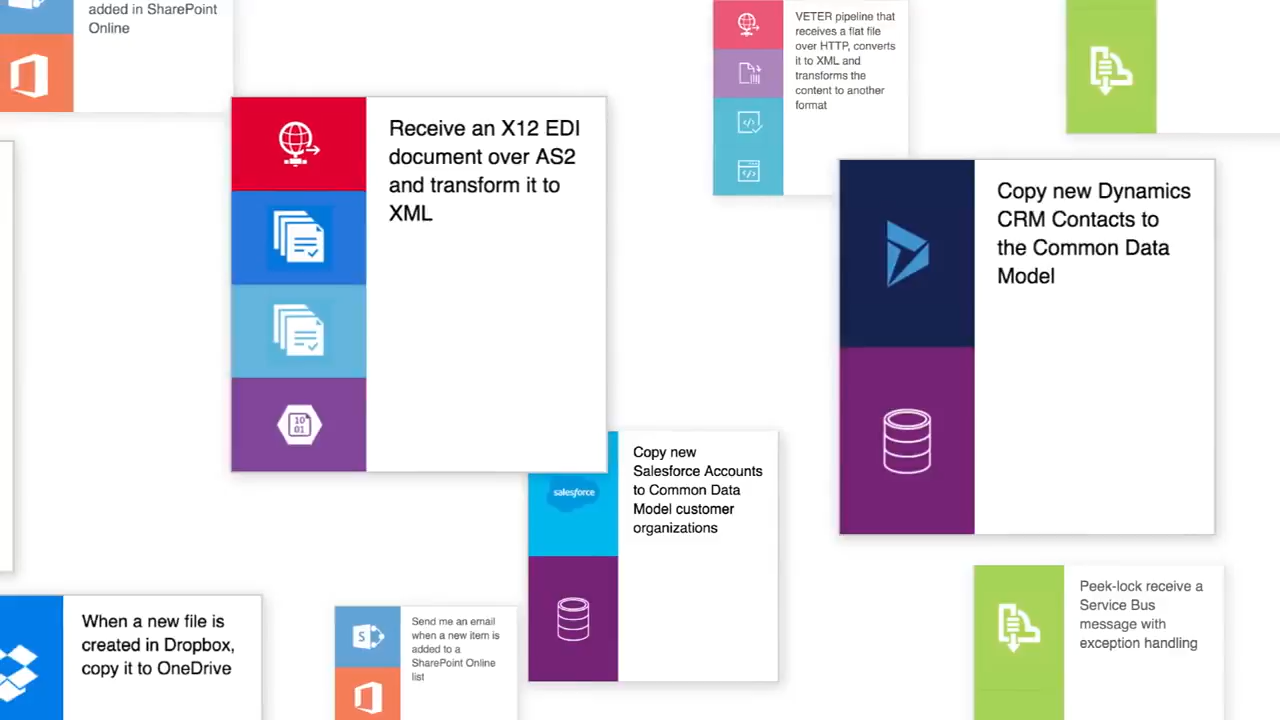 added in SharePoint
Online
VETER pipeline that
receives a flat file
over HTTP, converts
it to XML and
transforms the
content to another
format
Receive an X12 EDI
document over AS2
and transform it to
XML
10
01
Copy new Dynamics
CRM Contacts to
the Common Data
Model
salesforce
Copy new
Salesforce Accounts
to Common Data
Model customer
organizations
When a new file is
created in Dropbox,
copy it to OneDrive
S
Send me an email
when a new item is
added to a
SharePoint Online
list
Peek-lock receive a
Service Bus
message with
exception handling